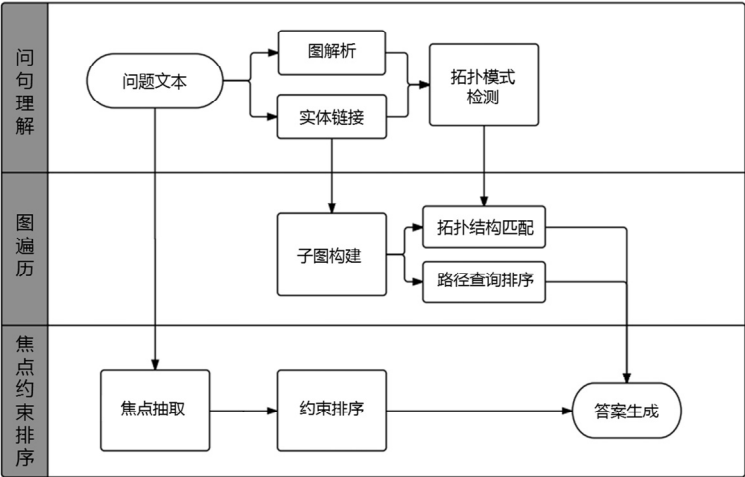 问句理解
问题文本
图解析
实体链接
拓扑模式
检测
图遍历
子图构建
拓扑结构匹配
路径查询排序
焦点约束排序
焦点抽取
约束排序
答案生成